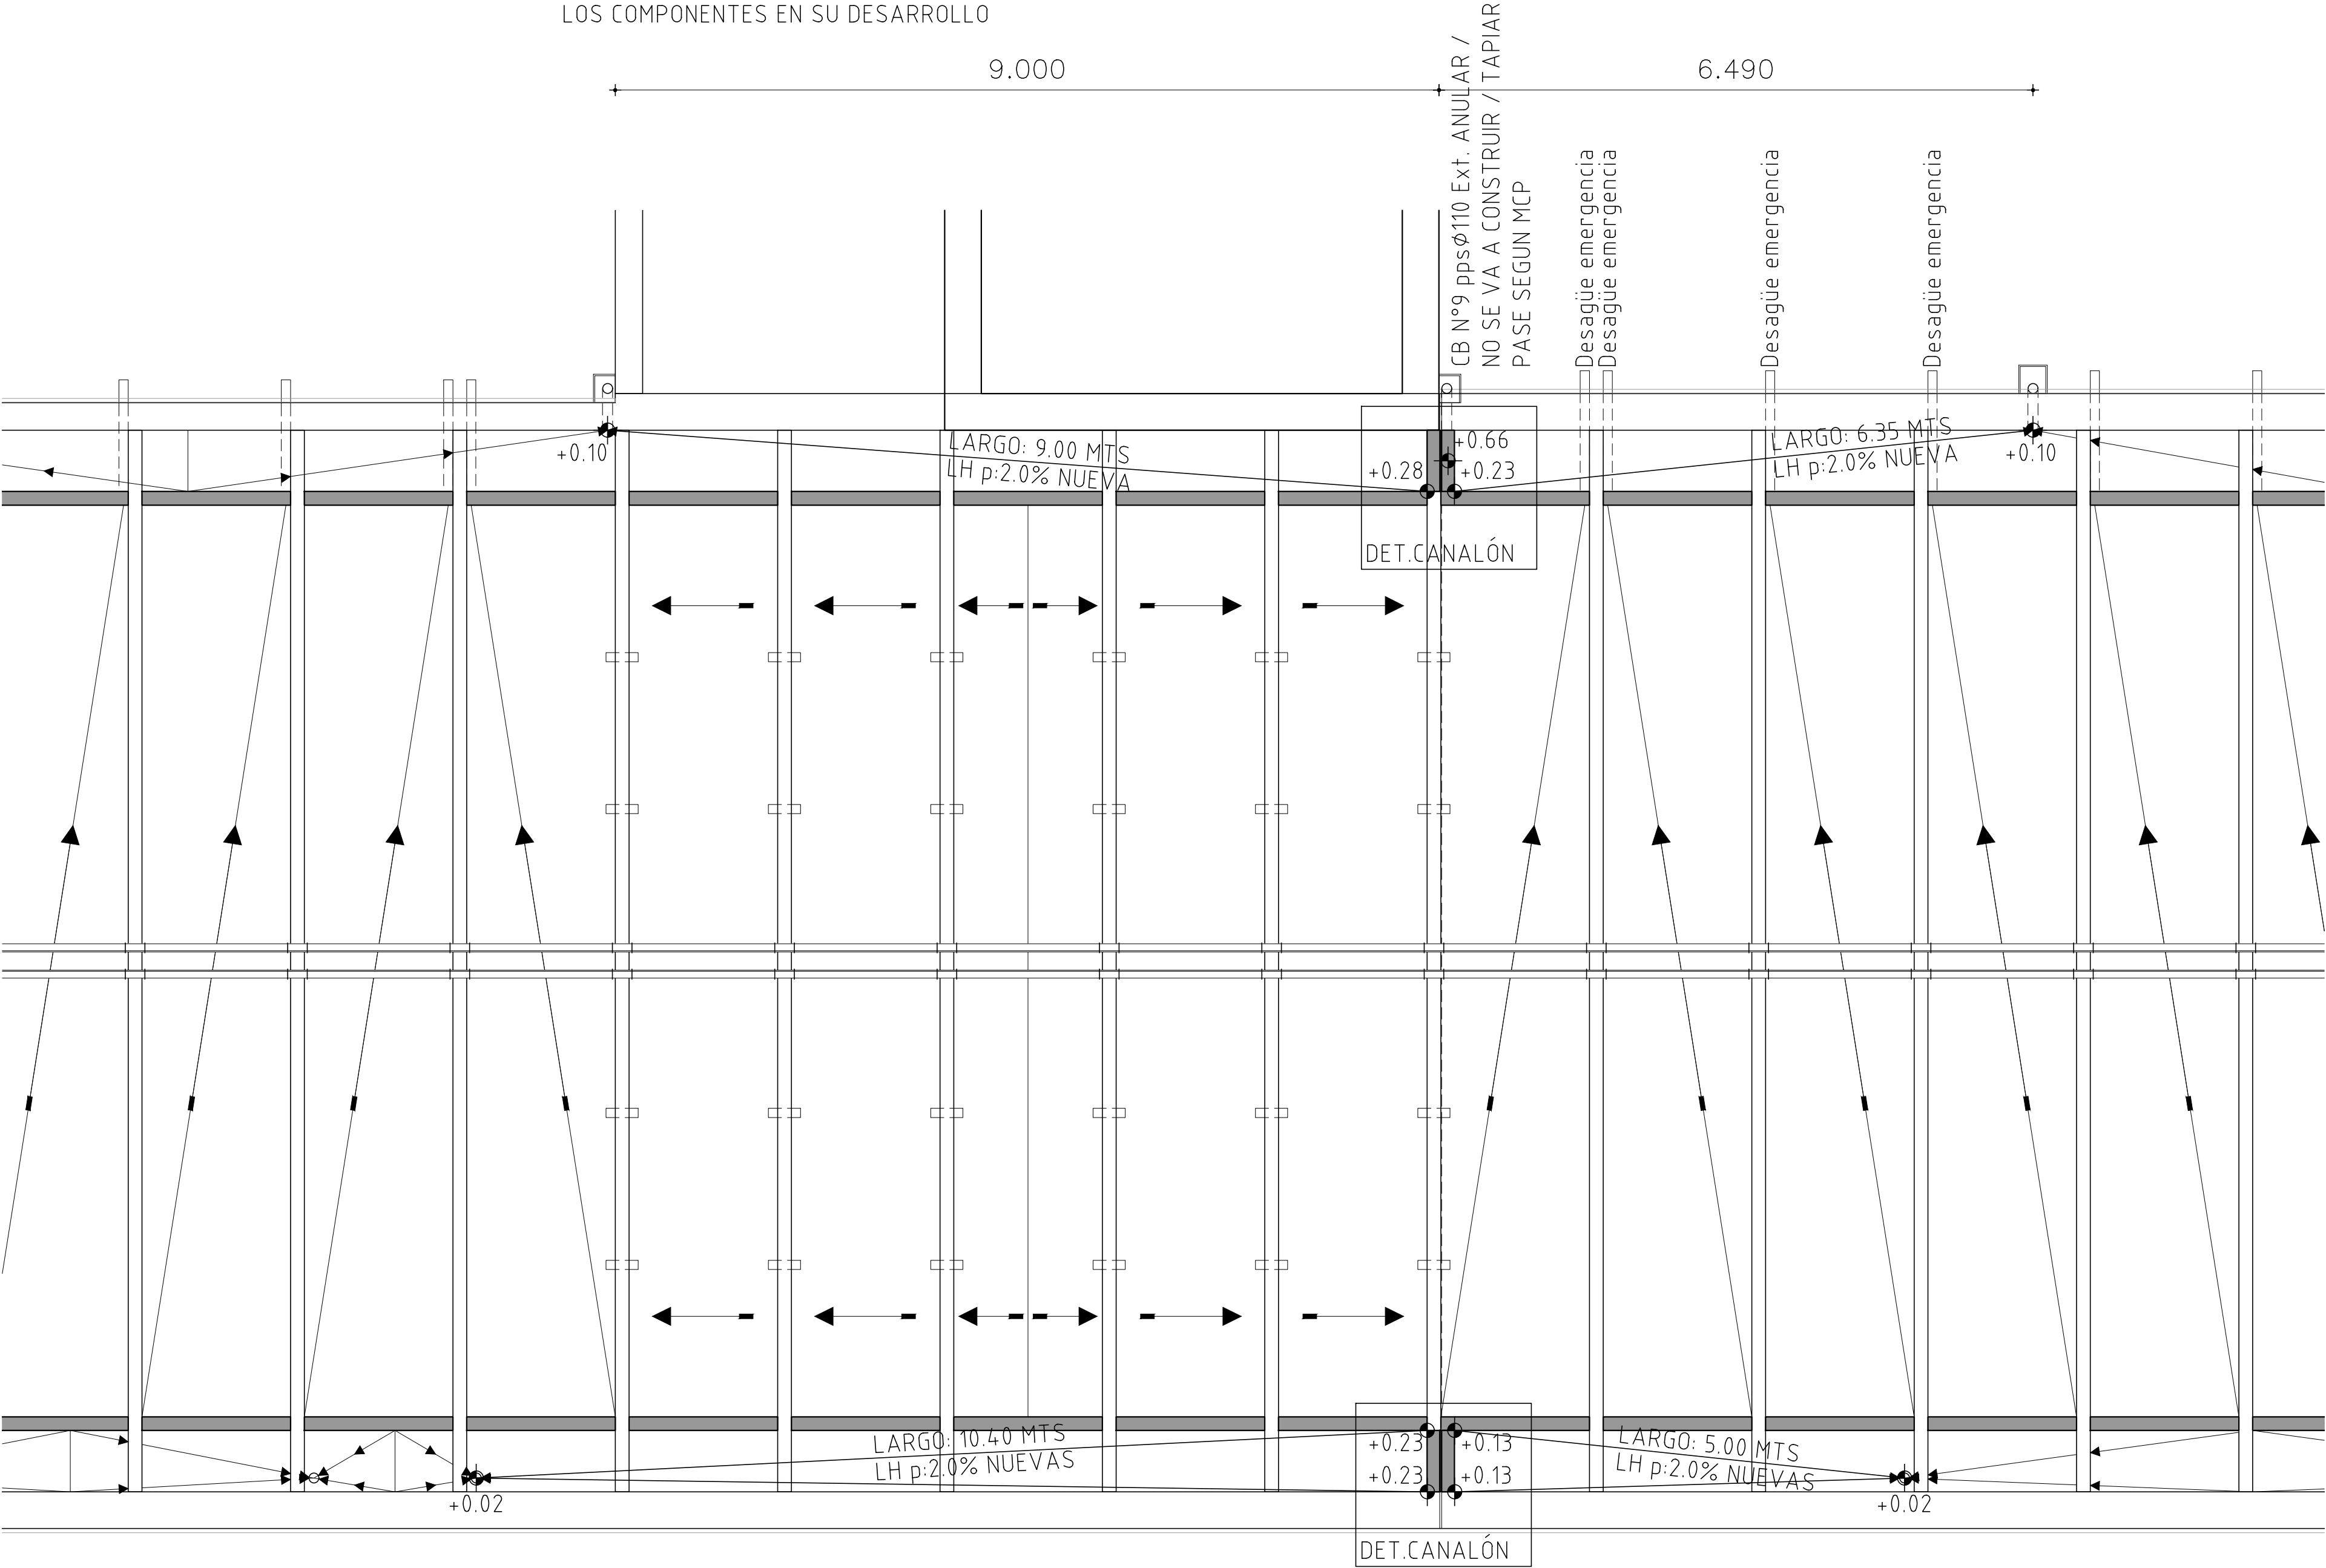 LOS COMPONENTES EN SU DESARROLLO
9.000
6.490
CB N°9 ppsø110 Ext. ANULAR /
NO SE VA A CONSTRUIR / TAPIAR
PASE SEGUN MCP
Desagüe emergencia
Desagüe emergencia
Desagüe emergencia
Desagüe emergencia
+0.10
LARGO: 9.00 MTS
LH p:2.0% NUEVA
+0.66
+0.28
+0.23
LARGO: 6.35 MTS
LH p:2.0% NUEVA
+0.10
DET.CANALÓN
LARGO: 10.40 MTS
LH p:2.0% NUEVAS
+0.23
+0.13
+0.23
+0.13
LARGO: 5.00 MTS
LH p:2.0% NUEVAS
+0.02
+0.02
DET.CANALÓN